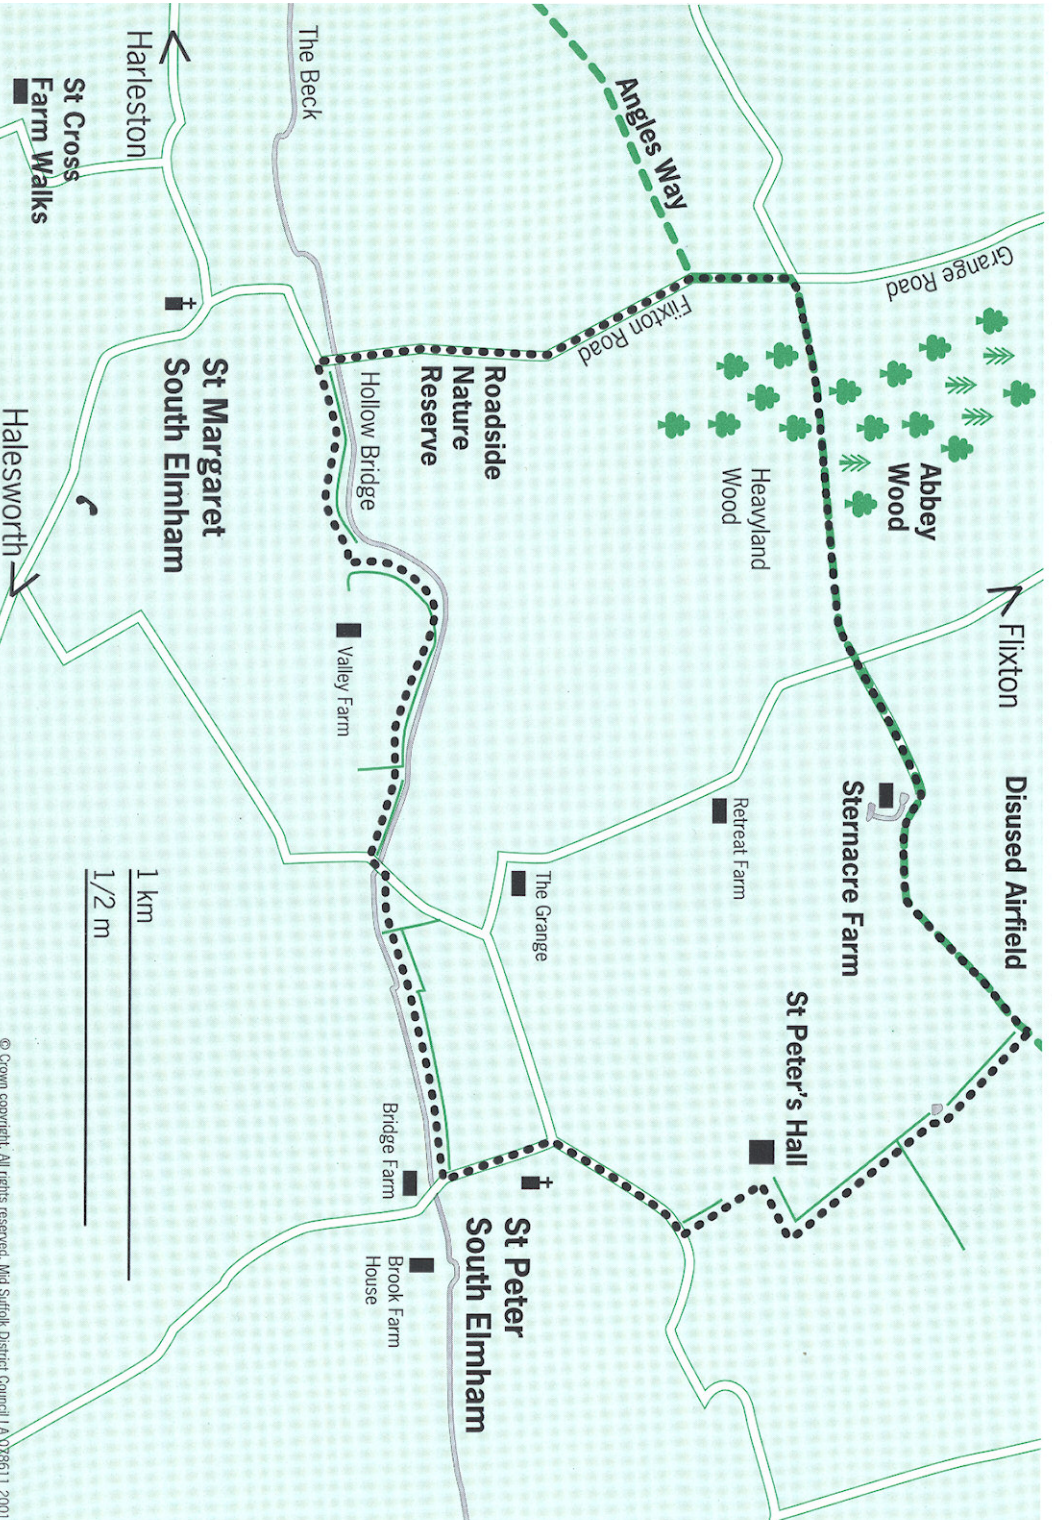 Grange Road
Flixton
Disused Airfield
Abbey
Wood
Sternacre Farm
St Peter's Hall
Heavyland
Wood
Retreat Farm
Angles Way
Flixton Road
The Grange
Roadside
Nature
Reserve
St Peter
South Elmham
Hollow Bridge
Bridge Farm
Brook Farm
House
Valley Farm
The Beck
St Margaret
South Elmham
Harleston
1 km
1/2 m
St Cross
Farm Walks
Halesworth
© Crown copyright. All rights reserved. Mid Suffolk District Council LA 078611 2001